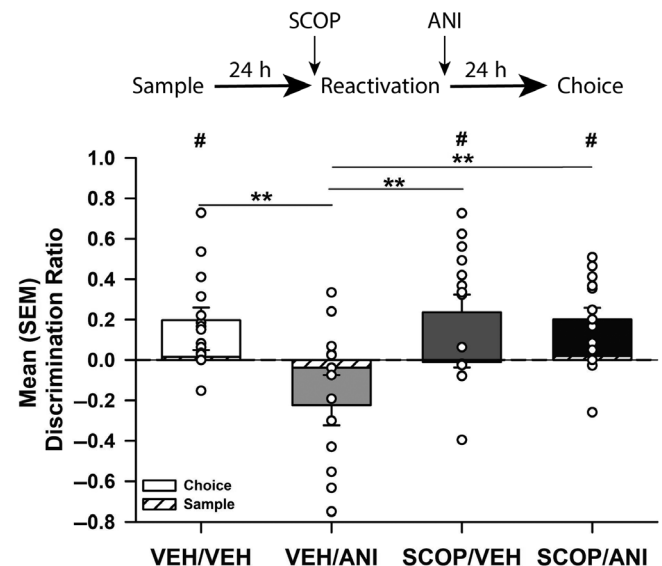 SCOP
ANI
Sample
24 h
Reactivation
24 h
Choice
#
#
#
**
**
**
1.0
0.8
0.6
0.4
0.2
0.0
–0.2
–0.4
–0.6
–0.8
Mean (SEM)
Discrimination Ratio
Choice
Sample
VEH/VEH
VEH/ANI
SCOP/VEH
SCOP/ANI